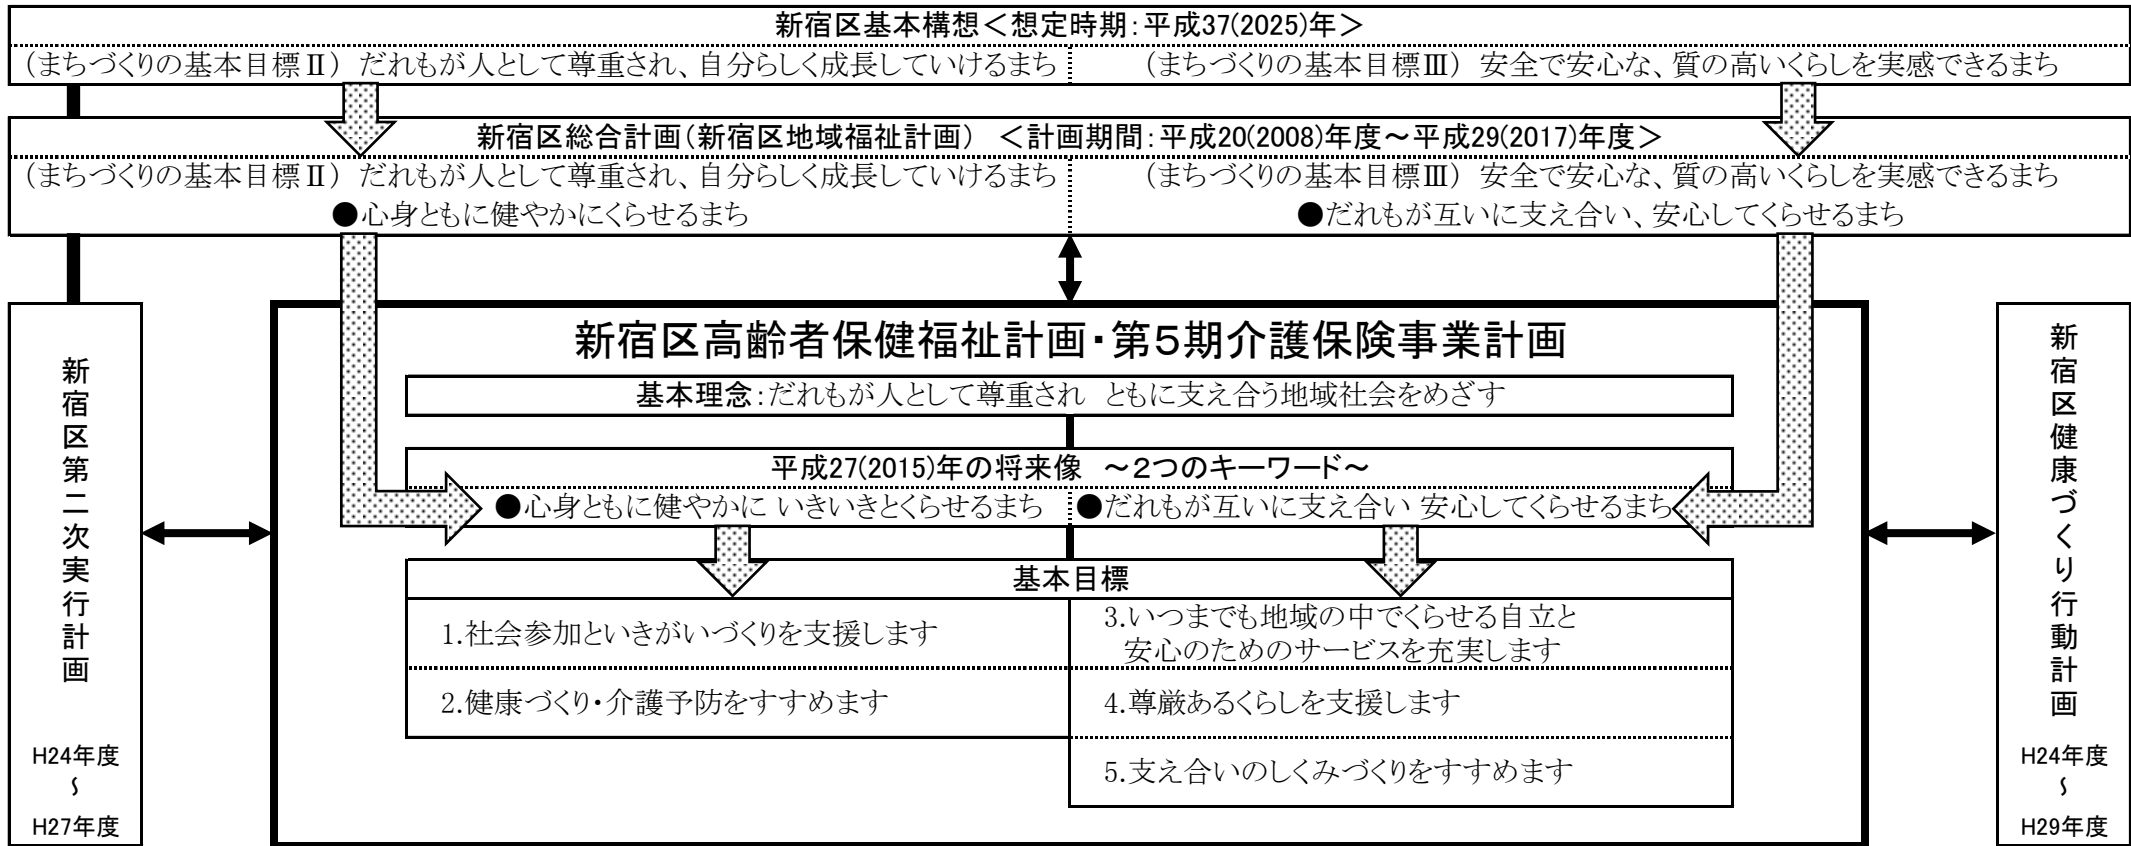 新宿区基本構想＜想定時期：平成37(2025)年＞
（まちづくりの基本目標Ⅱ）だれもが人として尊重され、自分らしく成長していけるまち
（まちづくりの基本目標Ⅲ）安全で安心な、質の高いくらしを実感できるまち
新宿区総合計画（新宿区地域福祉計画）　＜計画期間：平成20(2008)年度～平成29(2017)年度＞
（まちづくりの基本目標Ⅱ）だれもが人として尊重され、自分らしく成長していけるまち
●心身ともに健やかにくらせるまち
（まちづくりの基本目標Ⅲ）安全で安心な、質の高いくらしを実感できるまち
●だれもが互いに支え合い、安心してくらせるまち
新宿区第二次実行計画
H24年度
～
H27年度
新宿区高齢者保健福祉計画・第５期介護保険事業計画
基本理念：だれもが人として尊重され　ともに支え合う地域社会をめざす
平成27(2015)年の将来像　～２つのキーワード～
●心身ともに健やかに いきいきとくらせるまち
●だれもが互いに支え合い 安心してくらせるまち
基本目標
1.社会参加といきがいづくりを支援します
2.健康づくり・介護予防をすすめます
3.いつまでも地域の中でくらせる自立と
安心のためのサービスを充実します
4.尊厳あるくらしを支援します
5.支え合いのしくみづくりをすすめます
新宿区健康づくり行動計画
H24年度
～
H29年度